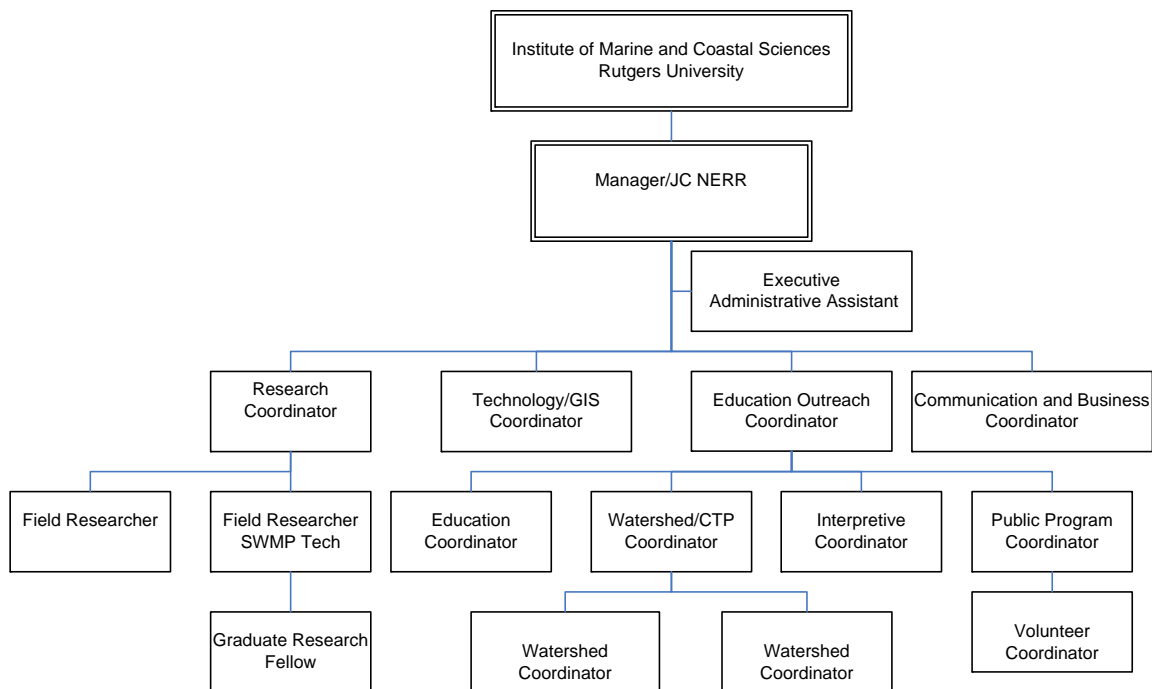 Institute of Marine and Coastal Sciences
Rutgers University
Manager/JC NERR
Executive
Administrative Assistant
Research
Coordinator
Technology/GIS
Coordinator
Education Outreach
Coordinator
Communication and Business
Coordinator
Field Researcher
Field Researcher
SWMP Tech
Education
Coordinator
Watershed/CTP
Coordinator
Interpretive
Coordinator
Public Program
Coordinator
Graduate Research
Fellow
Watershed
Coordinator
Watershed
Coordinator
Volunteer
Coordinator